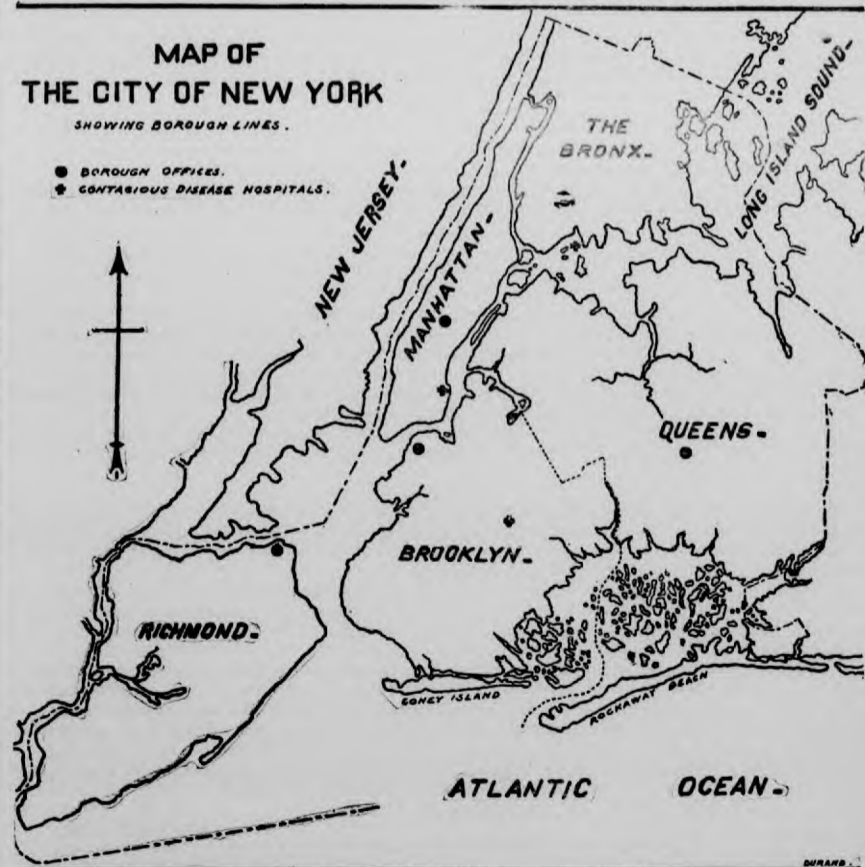 MAP OF
THE CITY OF NEW YORK
SHOWING BOROUGH LINES.
BOROUGH OFFICES.
CONTAGIOUS DISEASE HOSPITALS.
NEW JERSEY-
MANHATTAN-
THE
BRONX-
LONG ISLAND SOUND-
QUEENS-
BROOKLYN-
RICHMOND-
CONEY ISLAND
ROCKAWAY BEACH
ATLANTIC OCEAN-
DURAND